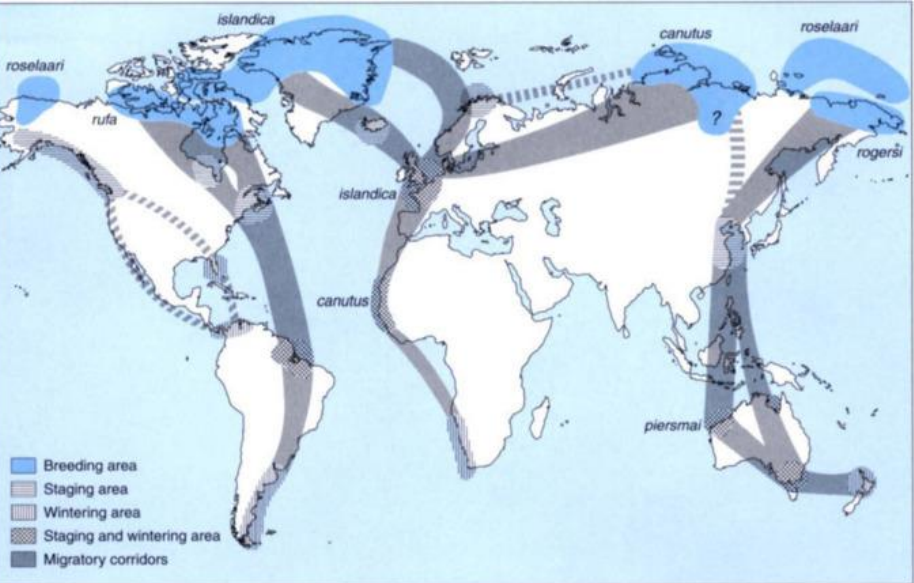 islandica
roselaari
canutus
roselaari
rufa
?
rogersi
islandica
canutus
piersmai
Breeding area
Staging area
Wintering area
Staging and wintering area
Migratory corridors